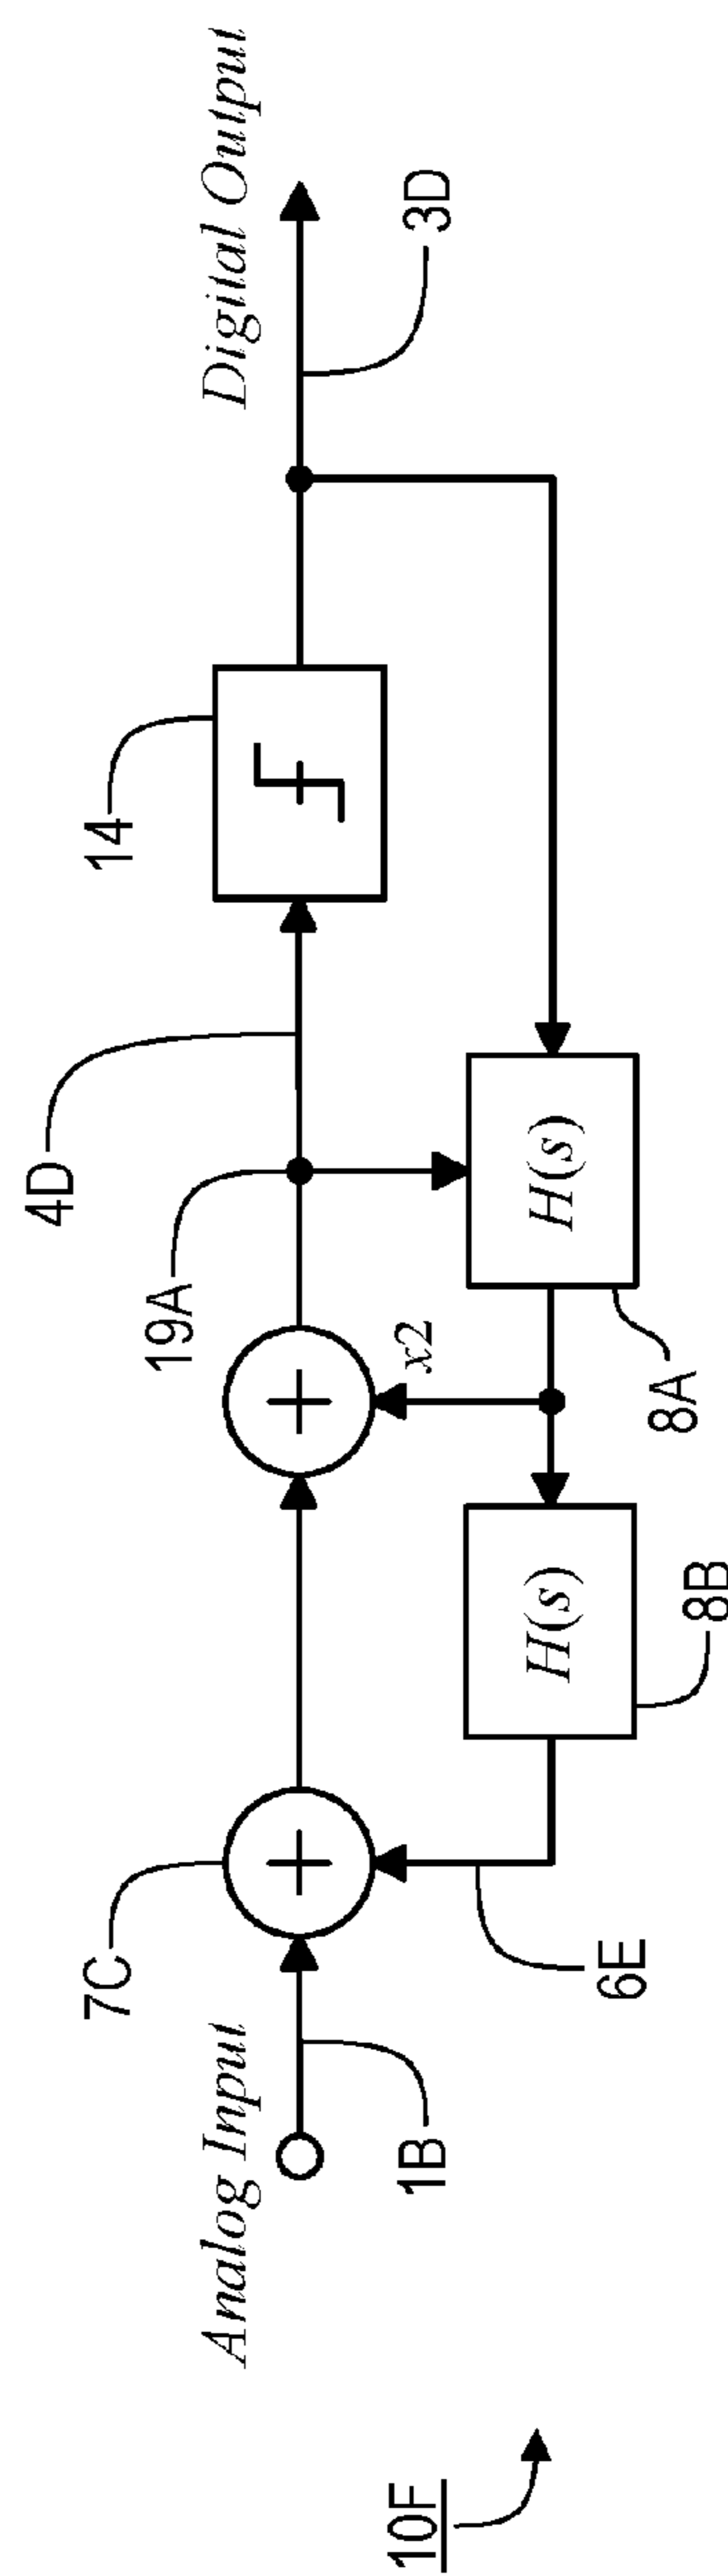 10F
Analog Input
1B
7C
6E
8B
H(s)
x2
19A
4D
8A
H(s)
14
Digital Output
3D